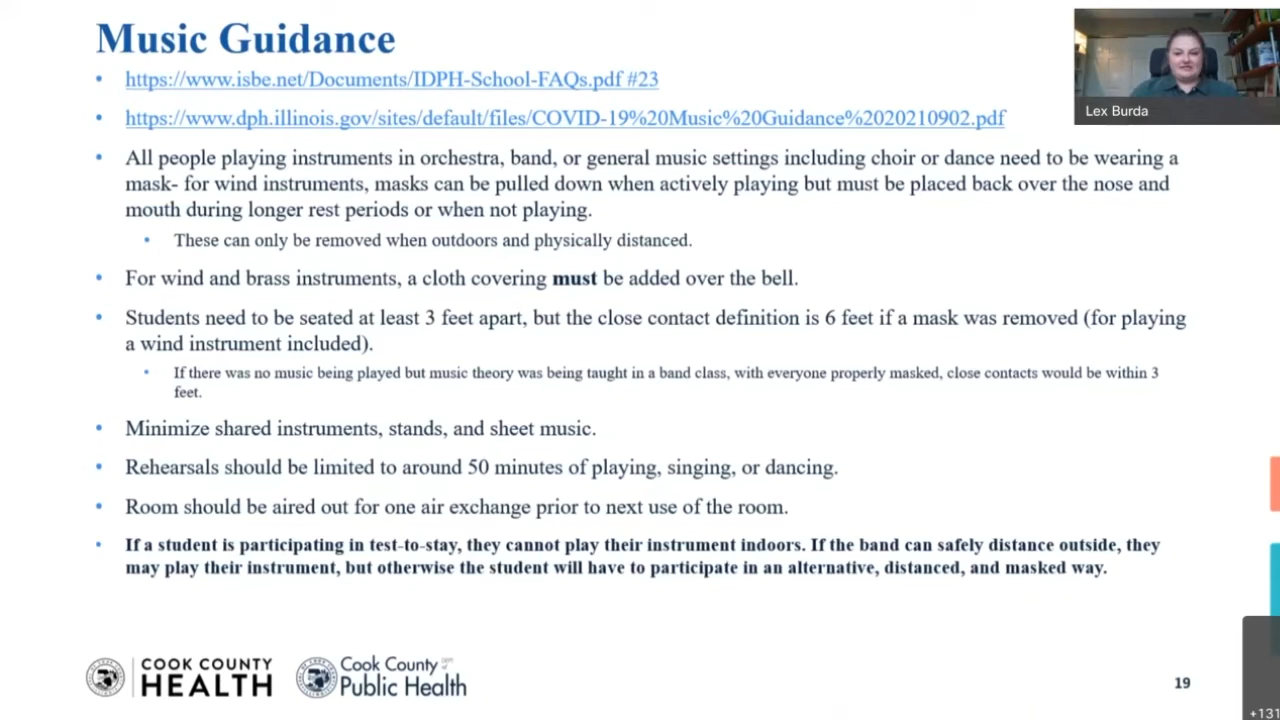 Music Guidance
https://www.isbe.net/Documents/IDPH-School-FAQs.pdf #23
https://www.dph.illinois.gov/sites/default/files/COVID-19%20Music%20Guidance%2020210902.pdf
Lex Burda
All people playing instruments in orchestra, band, or general music settings including choir or dance need to be wearing a
mask- for wind instruments, masks can be pulled down when actively playing but must be placed back over the nose and
mouth during longer rest periods or when not playing.
These can only be removed when outdoors and physically distanced.
For wind and brass instruments, a cloth covering must be added over the bell.
Students need to be seated at least 3 feet apart, but the close contact definition is 6 feet if a mask was removed (for playing
a wind instrument included).
If there was no music being played but music theory was being taught in a band class, with everyone properly masked, close contacts would be within 3
feet.
Minimize shared instruments, stands, and sheet music.
Rehearsals should be limited to around 50 minutes of playing, singing, or dancing.
Room should be aired out for one air exchange prior to next use of the room.
If a student is participating in test-to-stay, they cannot play their instrument indoors. If the band can safely distance outside, they
may play their instrument, but otherwise the student will have to participate in an alternative, distanced, and masked way.
COOK COUNTY
HEALTH
Cook County
Public Health
19
+131